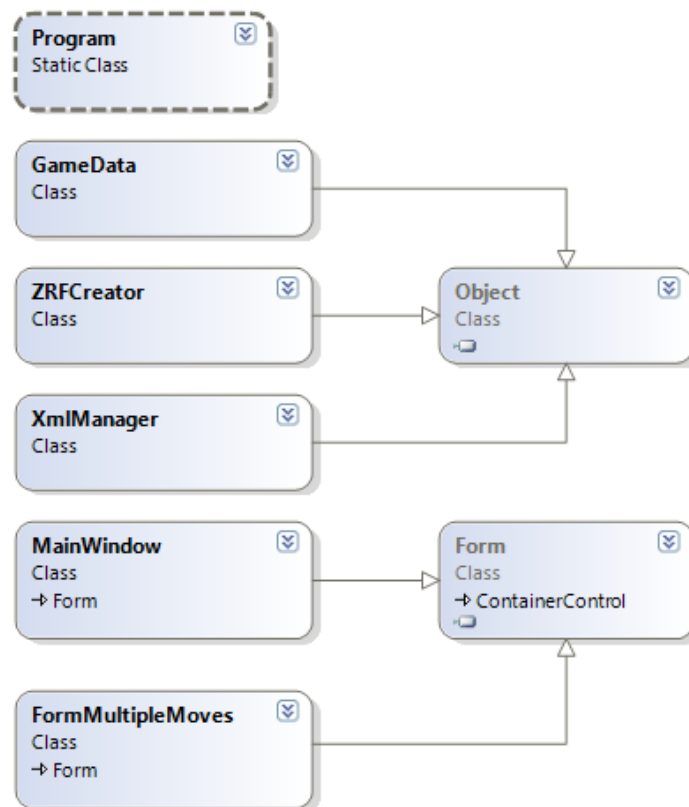 Program
Static Class
GameData
Class
ZRFCreator
Class
Object
Class
XmlManager
Class
MainWindow
Class
Form
Form
Class
ContainerControl
FormMultipleMoves
Class
Form